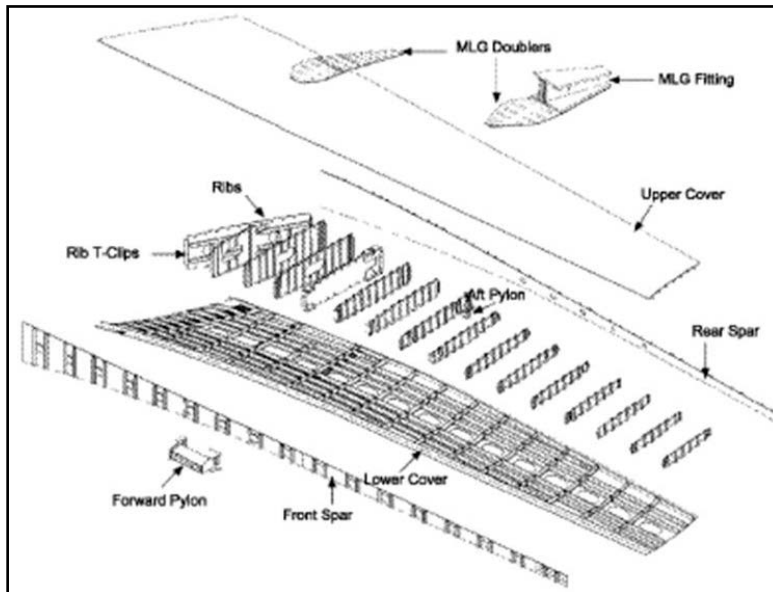 MLG Doublers
MLG Fitting
Ribs
Upper Cover
Rib T-Clips
Aft Pylon
Rear Spar
Lower Cover
Forward Pylon
Front Spar